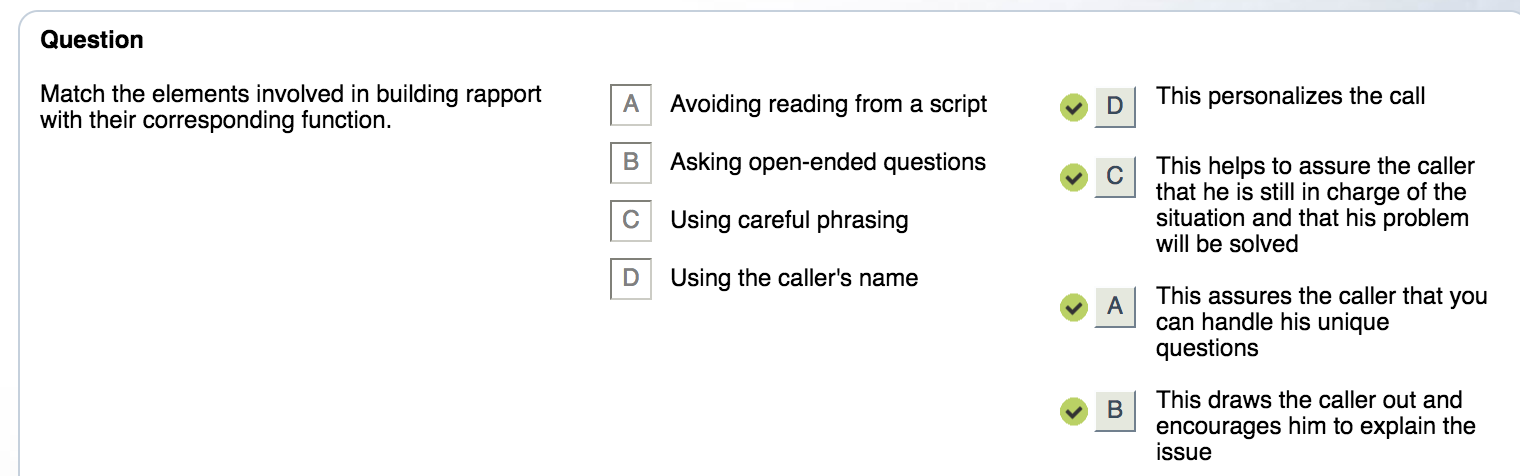 Question
Match the elements involved in building rapport
with their corresponding function.
A Avoiding reading from a script
B Asking open-ended questions
C Using careful phrasing
D Using the caller's name
D This personalizes the call
C This helps to assure the caller
that he is still in charge of the
situation and that his problem
will be solved
A This assures the caller that you
can handle his unique
questions
B This draws the caller out and
encourages him to explain the
issue